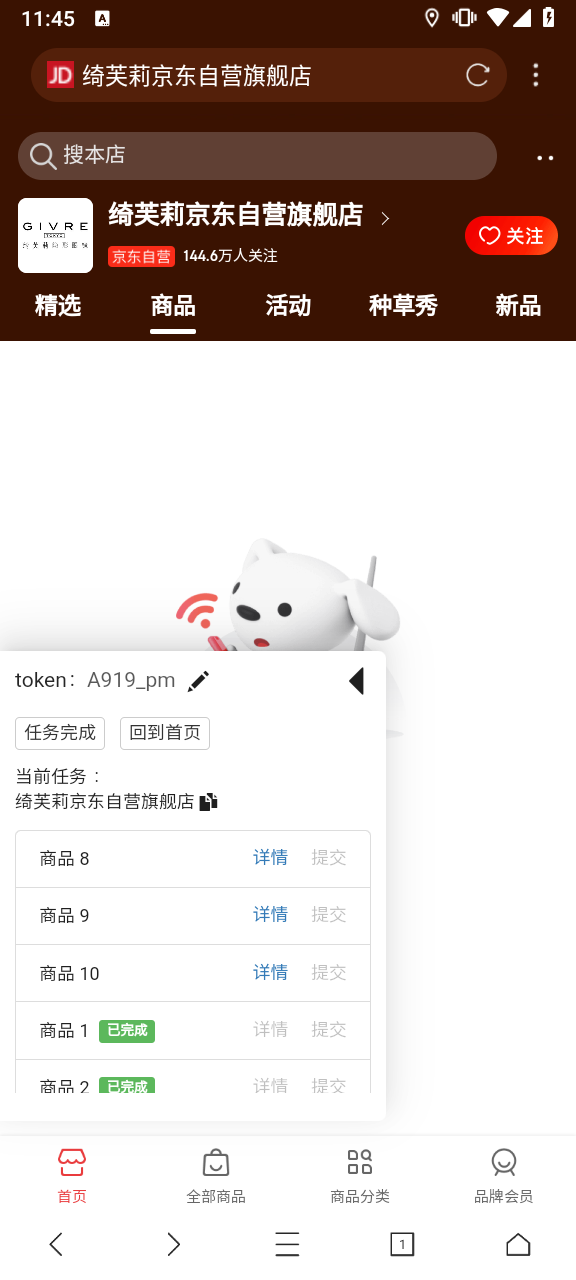 11:45
A
JD 绮芙莉京东自营旗舰店
搜本店
GIVRE
绮芙莉京东自营旗舰店
京东自营 144.6万人关注
关注
精选 商品 活动 种草秀 新品
token: A919_pm
任务完成 回到首页
当前任务：
绮芙莉京东自营旗舰店
商品 8 详情 提交
商品 9 详情 提交
商品 10 详情 提交
商品 1 已完成 详情 提交
商品 2 已完成 详情 提交
首页 全部商品 商品分类 品牌会员
1